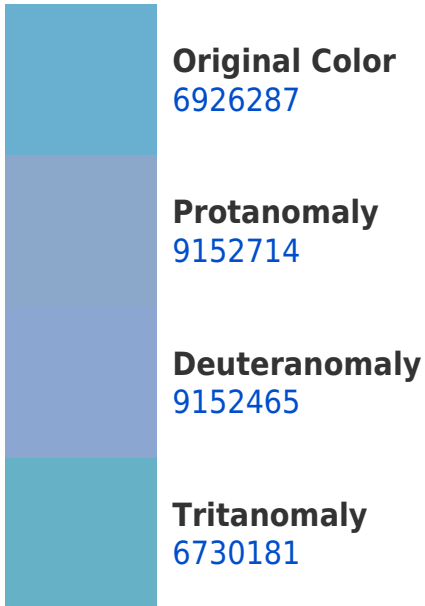 Original Color
6926287
Protanomaly
9152714
Deuteranomaly
9152465
Tritanomaly
6730181